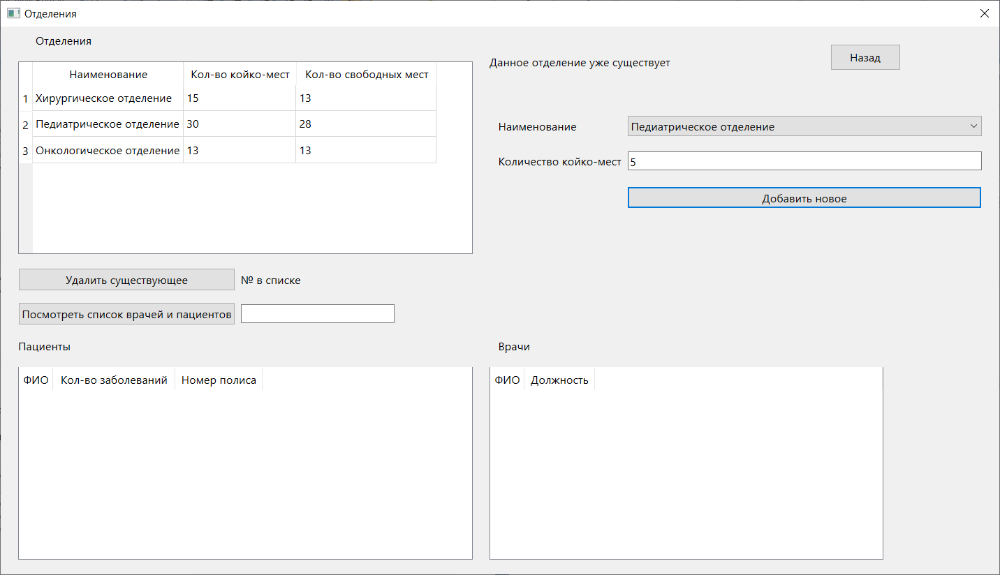 Отделения
Отделения
Наименование Кол-во койко-мест Кол-во свободных мест
1 Хирургическое отделение 15 13
2 Педиатрическое отделение 30 28
3 Онкологическое отделение 13 13
Данное отделение уже существует
Назад
Наименование Педиатрическое отделение
Количество койко-мест 5
Добавить новое
Удалить существующее № в списке
Посмотреть список врачей и пациентов
Пациенты
ФИО Кол-во заболеваний Номер полиса
Врачи
ФИО Должность